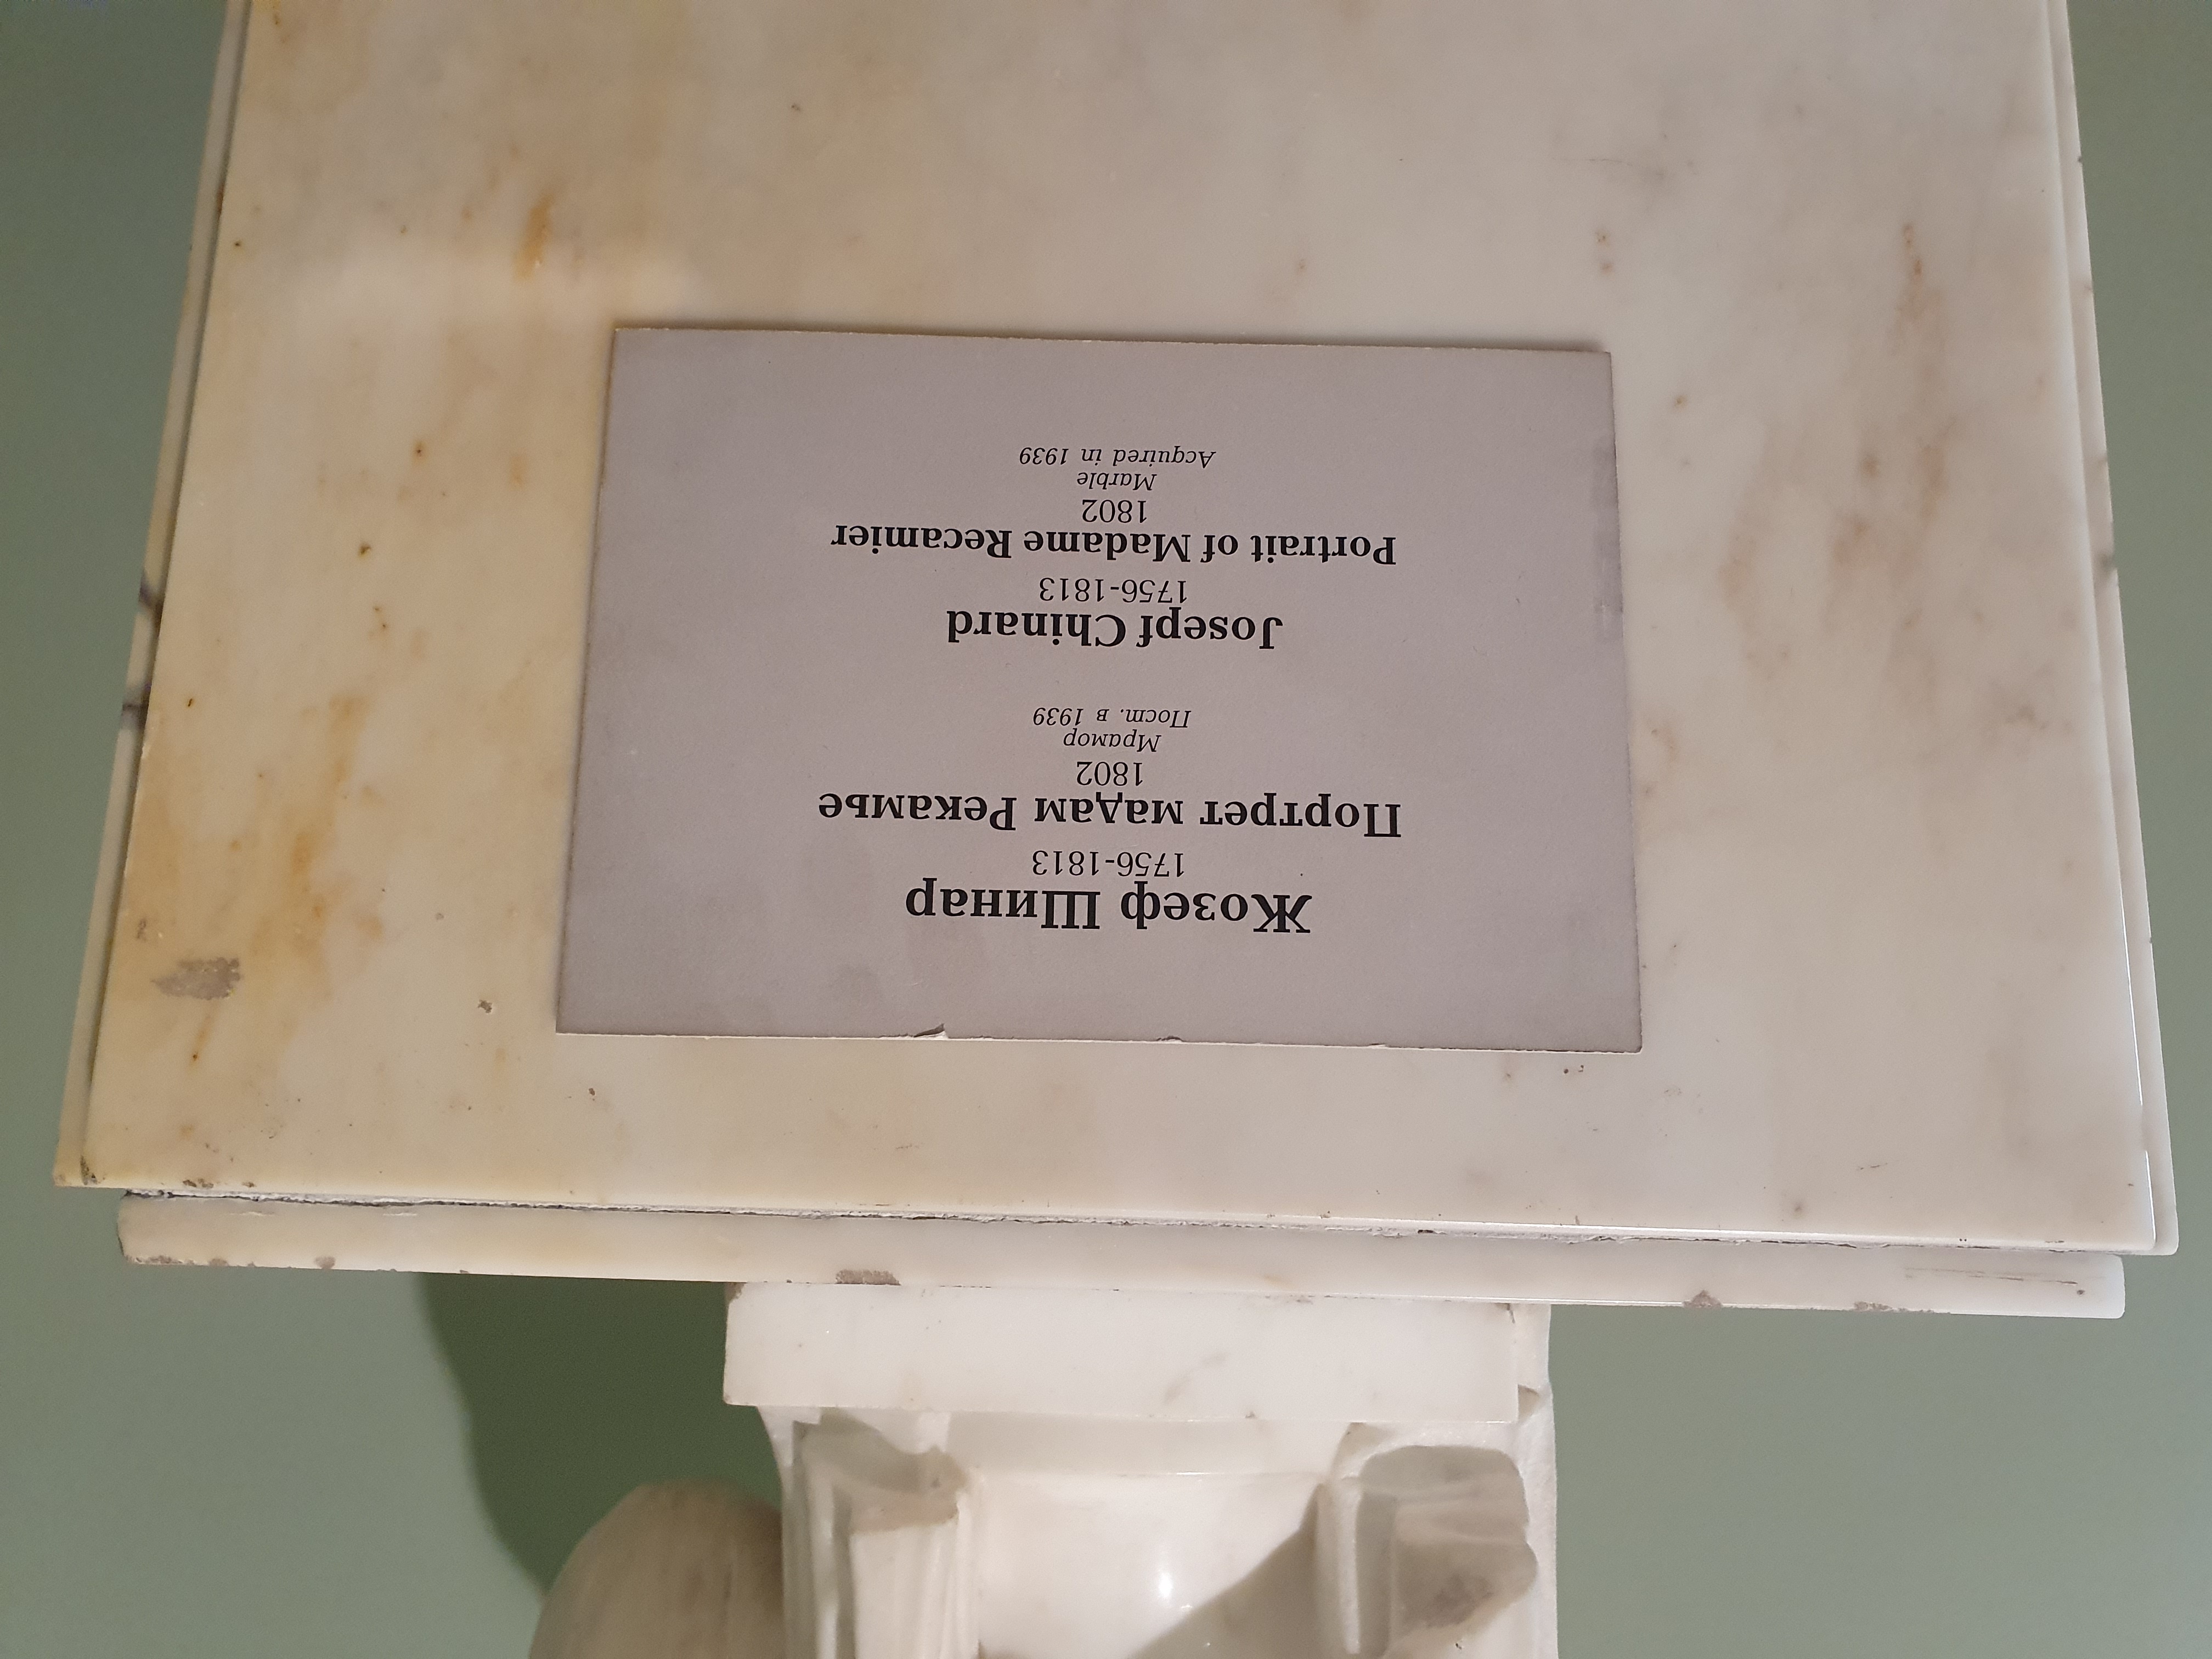 Жозеф Шинар
1756-1813
Портрет мадам Рекамье
1802
Мрамор
Пост. в 1939
Josepf Chinard
1756-1813
Portrait of Madame Recamier
1802
Marble
Acquired in 1939